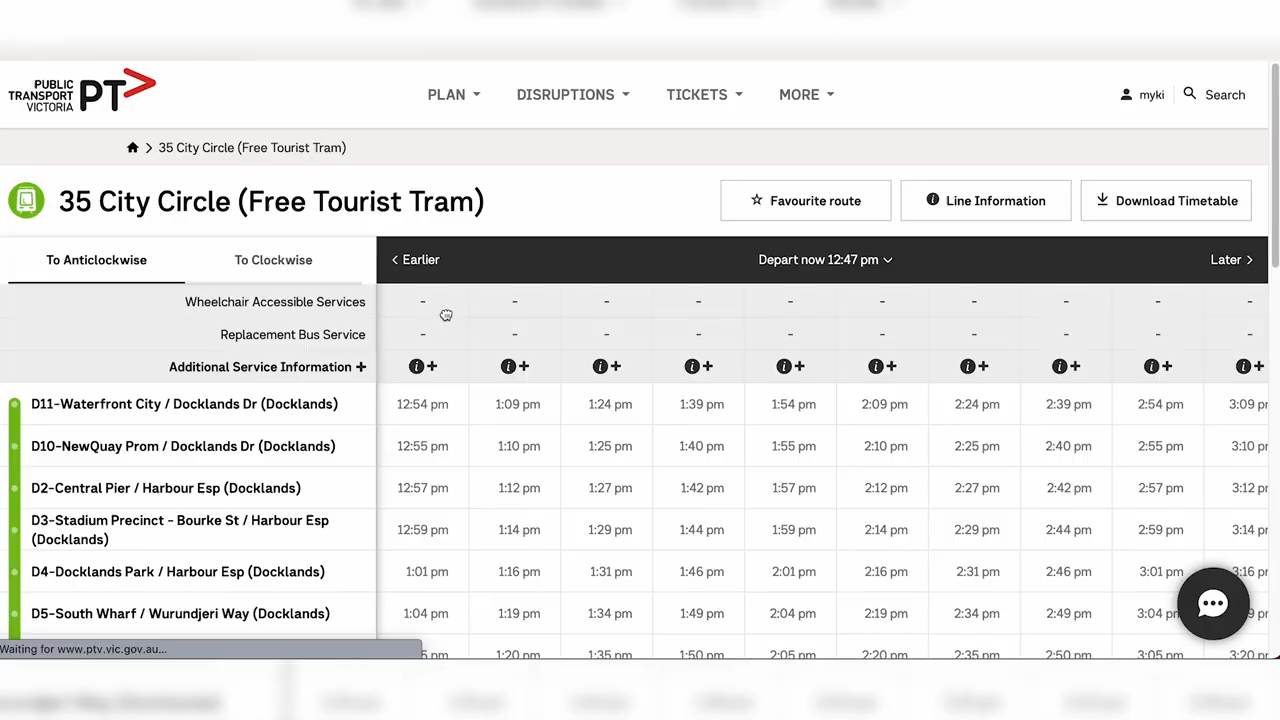 PUBLIC TRANSPORT VICTORIA PT
PLAN DISRUPTIONS TICKETS MORE
myki Search
35 City Circle (Free Tourist Tram)
35 City Circle (Free Tourist Tram)
Favourite route Line Information Download Timetable
To Anticlockwise To Clockwise Earlier Depart now 12:47 pm Later
Wheelchair Accessible Services - - - - - - - - - -
Replacement Bus Service - - - - - - - - - -
Additional Service Information + i+ i+ i+ i+ i+ i+ i+ i+ i+ i+
D11-Waterfront City / Docklands Dr (Docklands) 12:54 pm 1:09 pm 1:24 pm 1:39 pm 1:54 pm 2:09 pm 2:24 pm 2:39 pm 2:54 pm 3:09 pm
D10-NewQuay Prom / Docklands Dr (Docklands) 12:55 pm 1:10 pm 1:25 pm 1:40 pm 1:55 pm 2:10 pm 2:25 pm 2:40 pm 2:55 pm 3:10 pm
D2-Central Pier / Harbour Esp (Docklands) 12:57 pm 1:12 pm 1:27 pm 1:42 pm 1:57 pm 2:12 pm 2:27 pm 2:42 pm 2:57 pm 3:12 pm
D3-Stadium Precinct - Bourke St / Harbour Esp
(Docklands) 12:59 pm 1:14 pm 1:29 pm 1:44 pm 1:59 pm 2:14 pm 2:29 pm 2:44 pm 2:59 pm 3:14 pm
D4-Docklands Park / Harbour Esp (Docklands) 1:01 pm 1:16 pm 1:31 pm 1:46 pm 2:01 pm 2:16 pm 2:31 pm 2:46 pm 3:01 pm 3:16 pm
D5-South Wharf / Wurundjeri Way (Docklands) 1:04 pm 1:19 pm 1:34 pm 1:49 pm 2:04 pm 2:19 pm 2:34 pm 2:49 pm 3:04 pm
Waiting for www.ptv.vic.gov.au...
1:20 pm 1:35 pm 1:50 pm 2:05 pm 2:20 pm 2:35 pm 2:50 pm 3:05 pm 3:20 pm